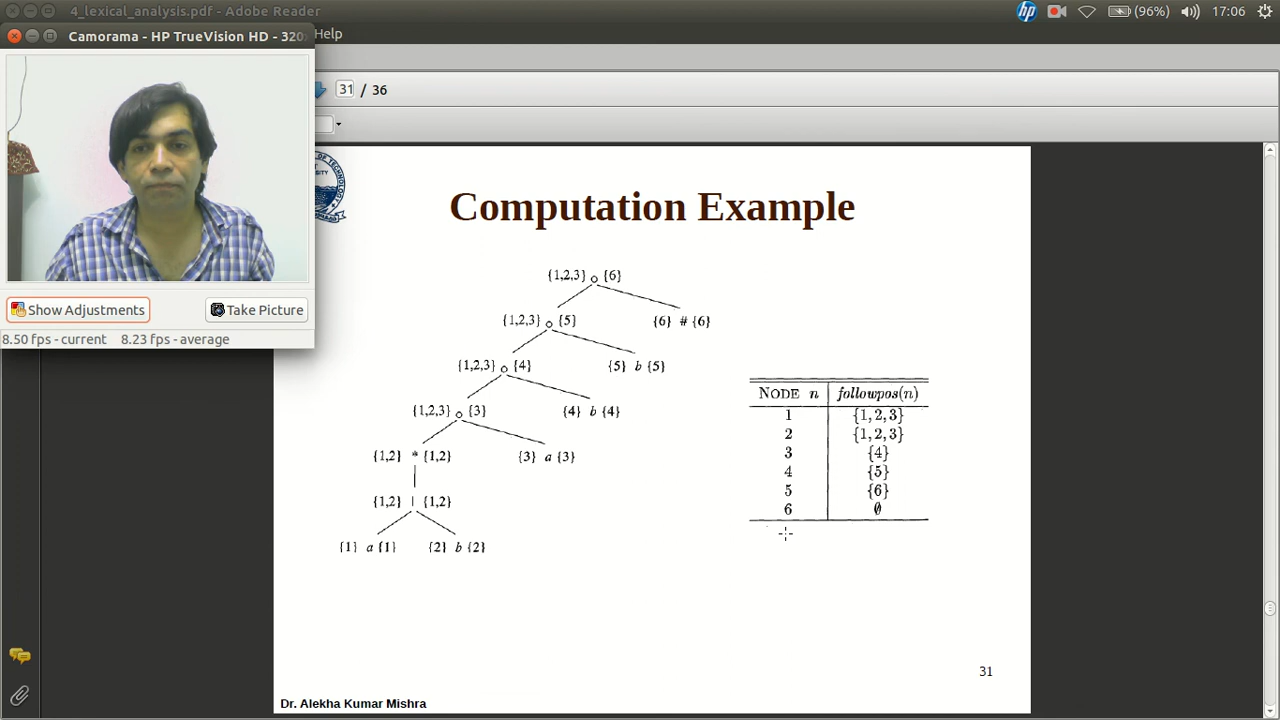 4_lexical_analysis.pdf - Adobe Reader
(96%) 17:06
Camorama - HP TrueVision HD - 320
Help
31 / 36
Show Adjustments Take Picture
8.50 fps - current 8.23 fps - average
OF TECHNOLOGY
Computation Example
{1,2,3} {6}
{1,2,3} {5} {6} # {6}
{1,2,3} {4} {5} b {5}
{1,2,3} {3} {4} b {4}
{1,2} * {1,2} {3} a {3}
{1,2} | {1,2}
{1} a {1} {2} b {2}
NODE n followpos(n)
1 {1, 2, 3}
2 {1, 2, 3}
3 {4}
4 {5}
5 {6}
6 ∅
31
Dr. Alekha Kumar Mishra